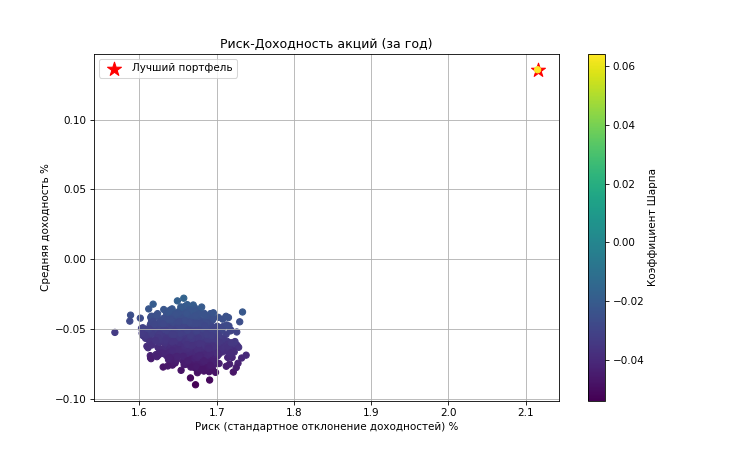 Риск-Доходность акций (за год)
Лучший портфель
Средняя доходность %
0.10
0.05
0.00
−0.05
−0.10
1.6 1.7 1.8 1.9 2.0 2.1
Риск (стандартное отклонение доходностей) %
0.06
0.04
0.02
0.00
−0.02
−0.04
Коэффициент Шарпа